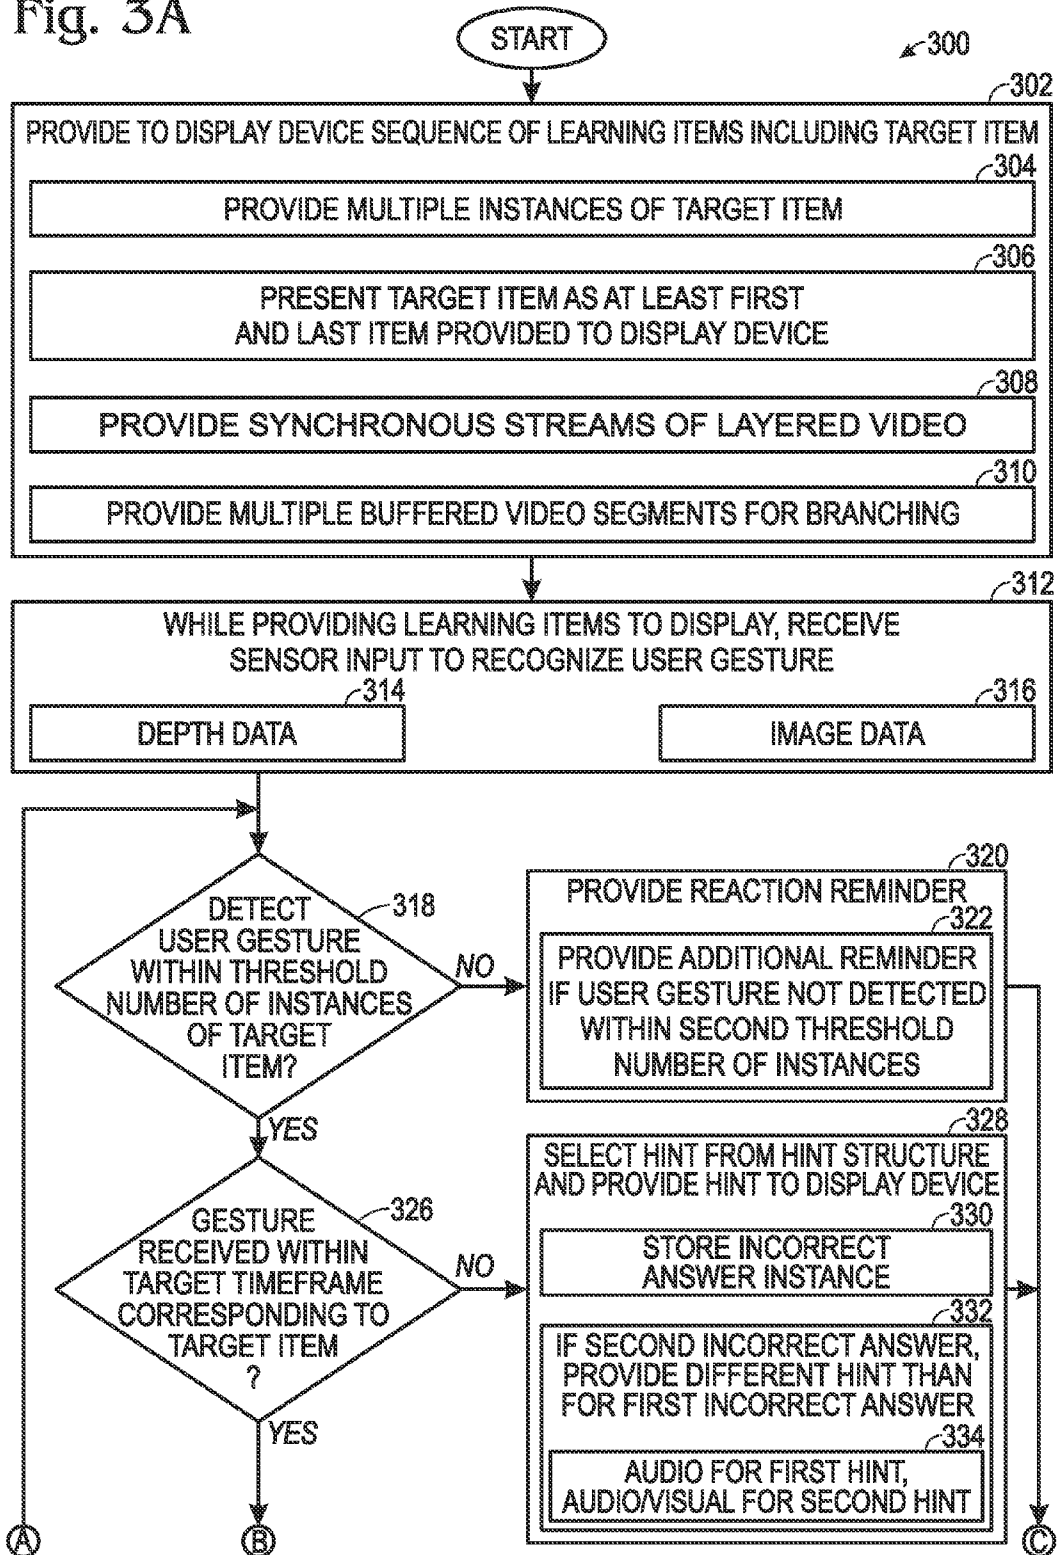 Fig. 3A
START
300
302
PROVIDE TO DISPLAY DEVICE SEQUENCE OF LEARNING ITEMS INCLUDING TARGET ITEM
304
PROVIDE MULTIPLE INSTANCES OF TARGET ITEM
306
PRESENT TARGET ITEM AS AT LEAST FIRST
AND LAST ITEM PROVIDED TO DISPLAY DEVICE
308
PROVIDE SYNCHRONOUS STREAMS OF LAYERED VIDEO
310
PROVIDE MULTIPLE BUFFERED VIDEO SEGMENTS FOR BRANCHING
312
WHILE PROVIDING LEARNING ITEMS TO DISPLAY, RECEIVE
SENSOR INPUT TO RECOGNIZE USER GESTURE
314
DEPTH DATA
316
IMAGE DATA
318
DETECT
USER GESTURE
WITHIN THRESHOLD
NUMBER OF INSTANCES
OF TARGET
ITEM?
NO
YES
320
PROVIDE REACTION REMINDER
322
PROVIDE ADDITIONAL REMINDER
IF USER GESTURE NOT DETECTED
WITHIN SECOND THRESHOLD
NUMBER OF INSTANCES
326
GESTURE
RECEIVED WITHIN
TARGET TIMEFRAME
CORRESPONDING TO
TARGET ITEM
?
NO
YES
328
SELECT HINT FROM HINT STRUCTURE
AND PROVIDE HINT TO DISPLAY DEVICE
330
STORE INCORRECT
ANSWER INSTANCE
332
IF SECOND INCORRECT ANSWER,
PROVIDE DIFFERENT HINT THAN
FOR FIRST INCORRECT ANSWER
334
AUDIO FOR FIRST HINT,
AUDIO/VISUAL FOR SECOND HINT
A
B
C